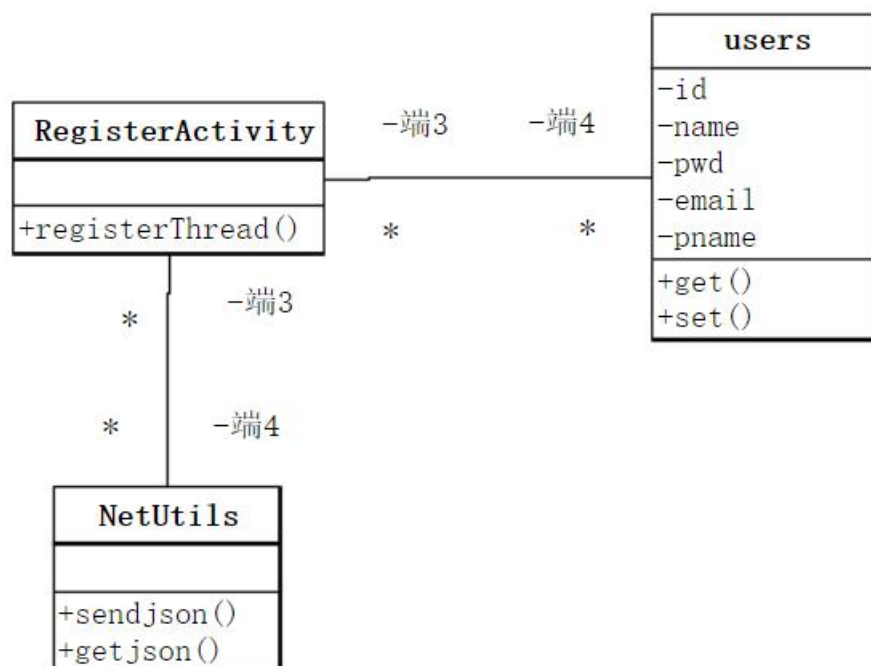 users
-id
-name
-pwd
-email
-pname
+get()
+set()
RegisterActivity
+registerThread()
-端3
-端4
*
*
-端3
*
*
-端4
NetUtils
+sendjson()
+getjson()